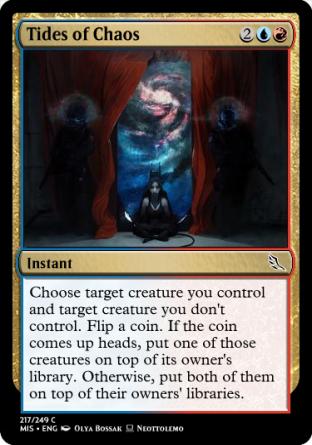 Tides of Chaos 2UR
Instant
Choose target creature you control
and target creature you don't
control. Flip a coin. If the coin
comes up heads, put one of those
creatures on top of its owner's
library. Otherwise, put both of them
on top of their owners' libraries.
217/249 C
MIS • ENG Olya Bossak Neottolemo